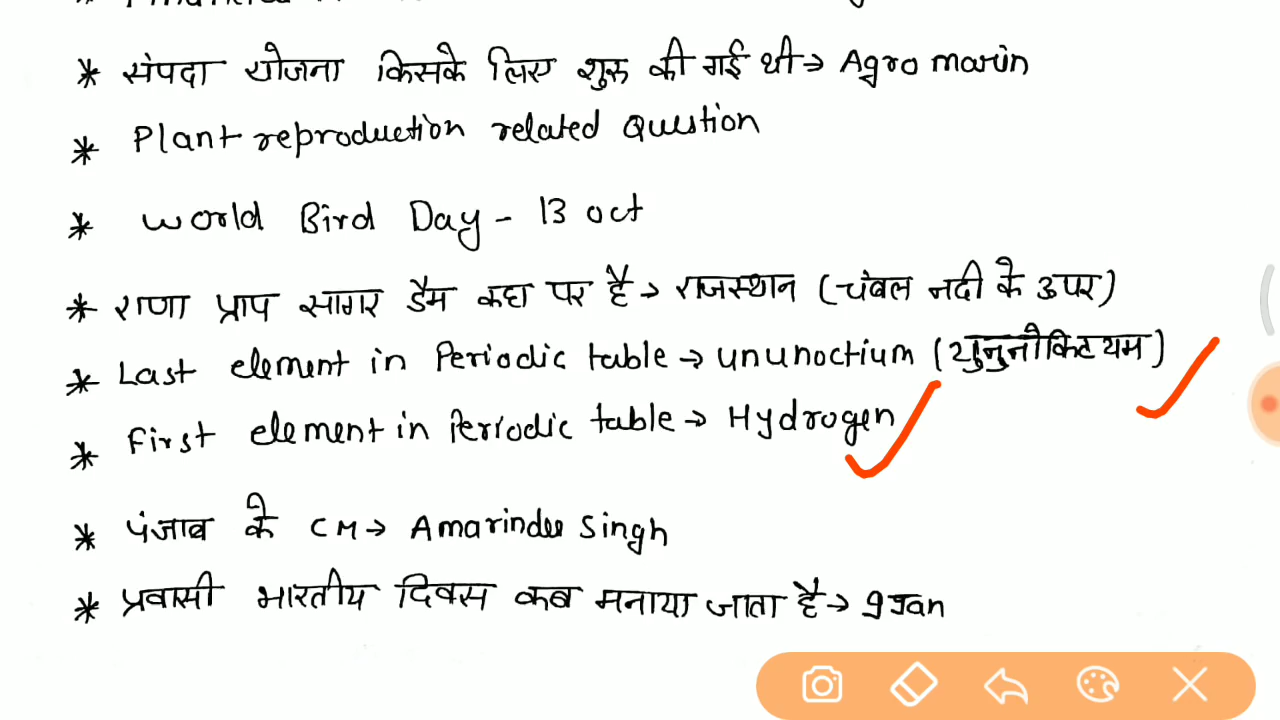 * संपदा योजना किसके लिए शुरु की गई थी→ Agro marin
* Plant reproduction related Question
* World Bird Day - 13 oct
* राणा प्राप सागर डैम कहा पर है → राजस्थान (चंबल नदी के उपर)
* Last element in Periodic table → ununoctium (युनुनौकिटयम)
* First element in Periodic table → Hydrogen
* पंजाब के CM → Amarinder Singh
* प्रवासी भारतीय दिवस कब मनाया जाता है → 9 Jan